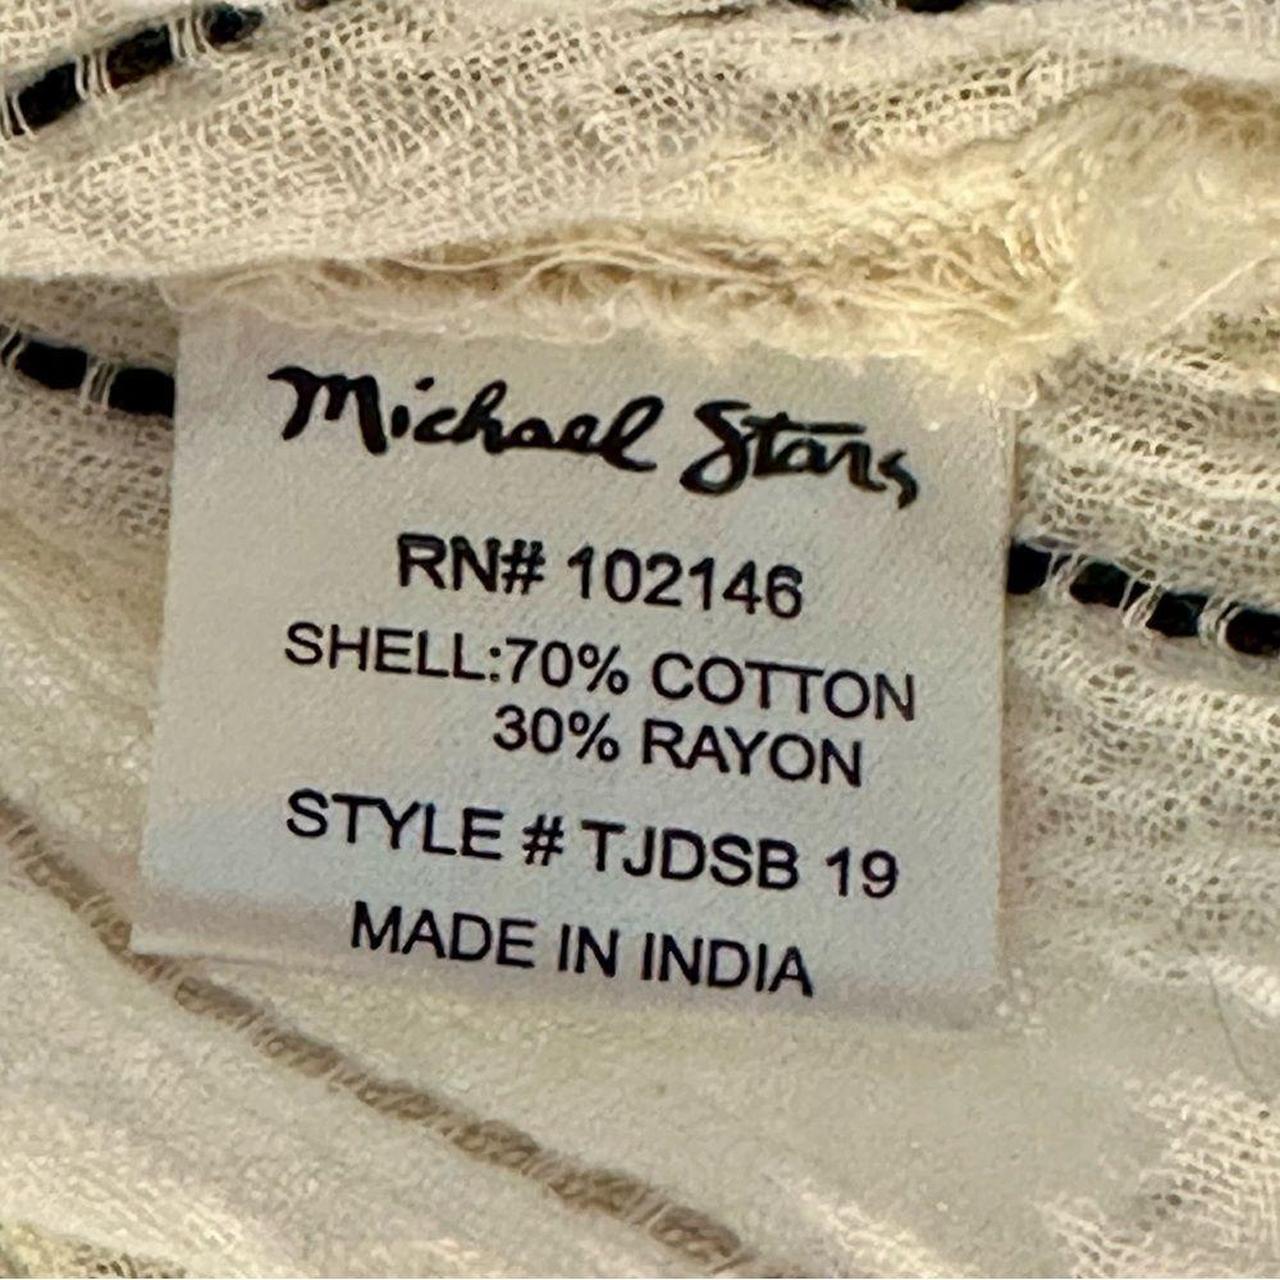 Michael Stars
RN# 102146
SHELL:70% COTTON
30% RAYON
STYLE # TJDSB 19
MADE IN INDIA